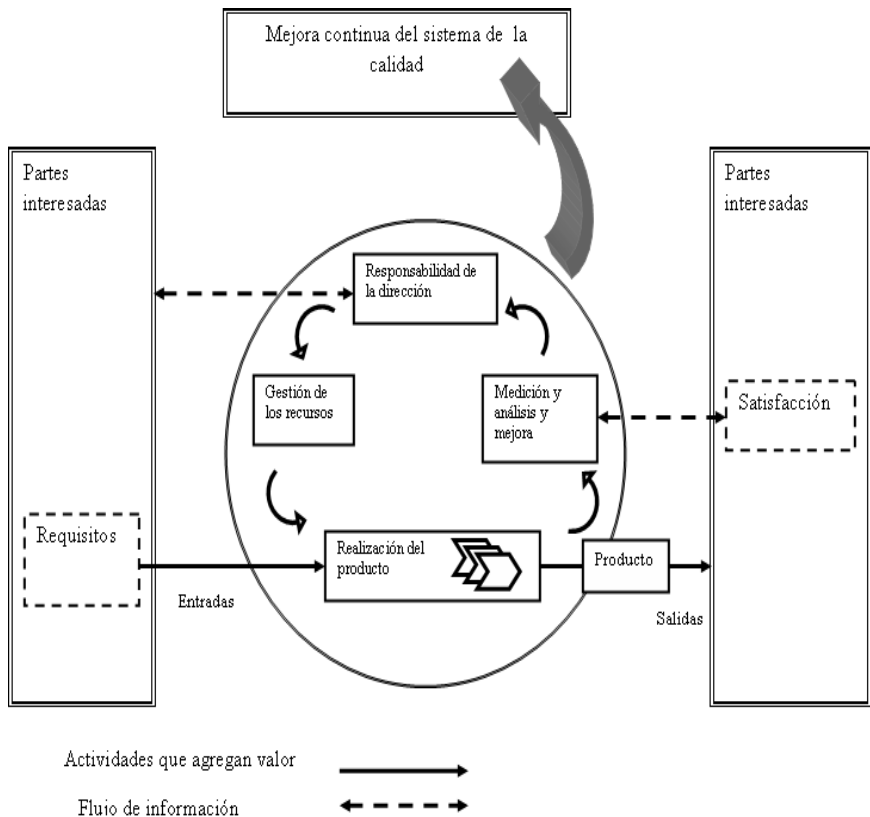 Mejora continua del sistema de la
calidad
Partes
interesadas
Partes
interesadas
Responsabilidad de
la dirección
Gestión de
los recursos
Medición y
análisis y
mejora
Satisfacción
Requisitos
Realización del
producto
Producto
Entradas
Salidas
Actividades que agregan valor
Flujo de información